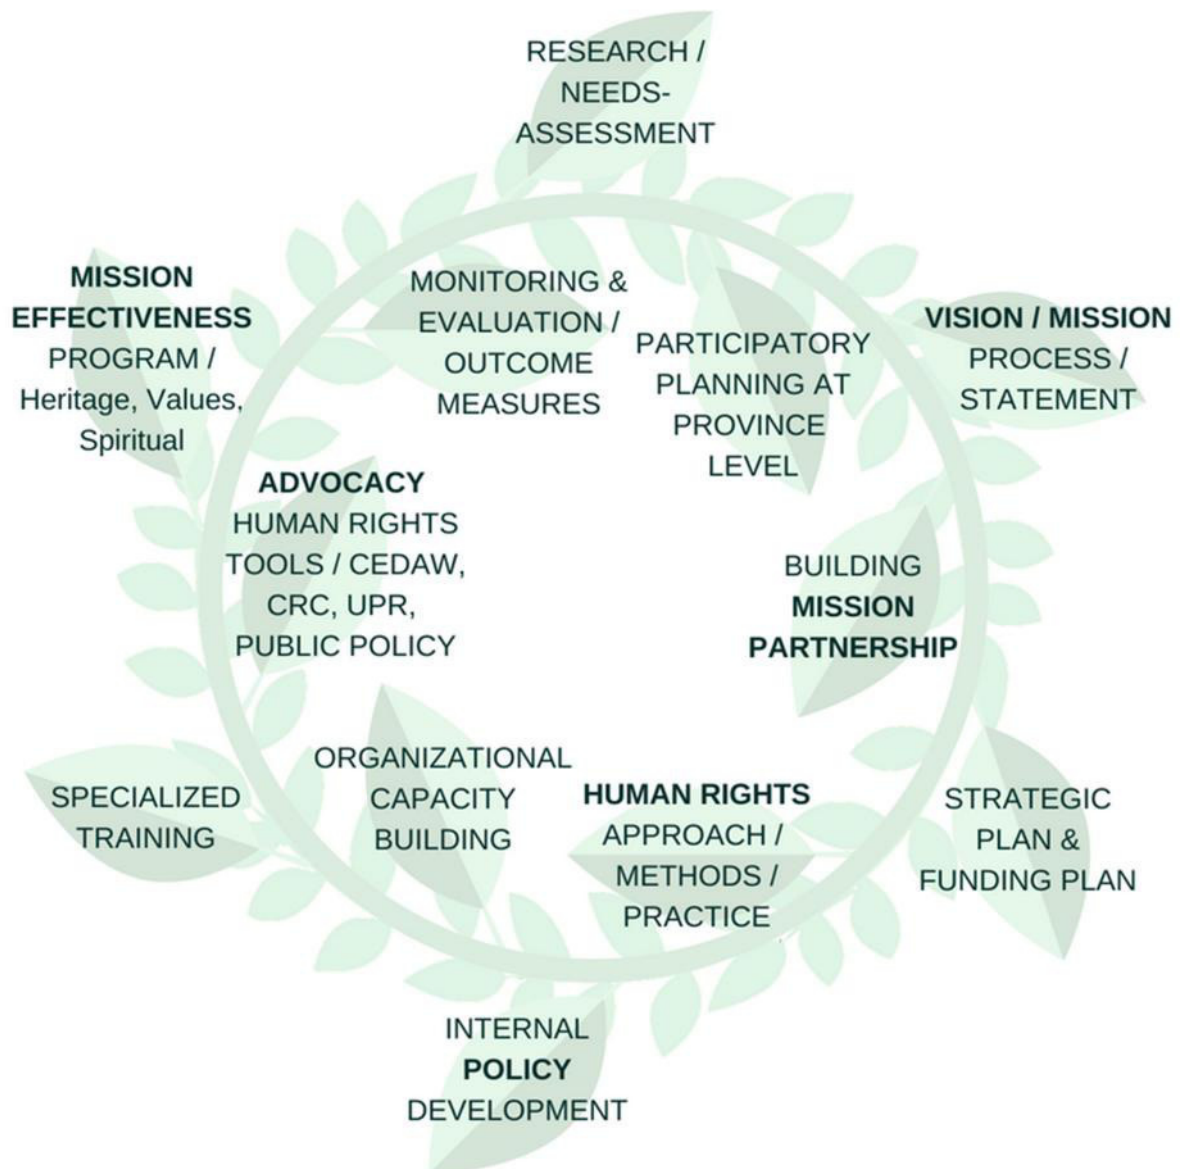 RESEARCH /
NEEDS-
ASSESSMENT
MISSION
EFFECTIVENESS
PROGRAM /
Heritage, Values,
Spiritual
MONITORING &
EVALUATION /
OUTCOME
MEASURES
PARTICIPATORY
PLANNING AT
PROVINCE
LEVEL
VISION / MISSION
PROCESS /
STATEMENT
ADVOCACY
HUMAN RIGHTS
TOOLS / CEDAW,
CRC, UPR,
PUBLIC POLICY
BUILDING
MISSION
PARTNERSHIP
SPECIALIZED
TRAINING
ORGANIZATIONAL
CAPACITY
BUILDING
HUMAN RIGHTS
APPROACH /
METHODS /
PRACTICE
STRATEGIC
PLAN &
FUNDING PLAN
INTERNAL
POLICY
DEVELOPMENT